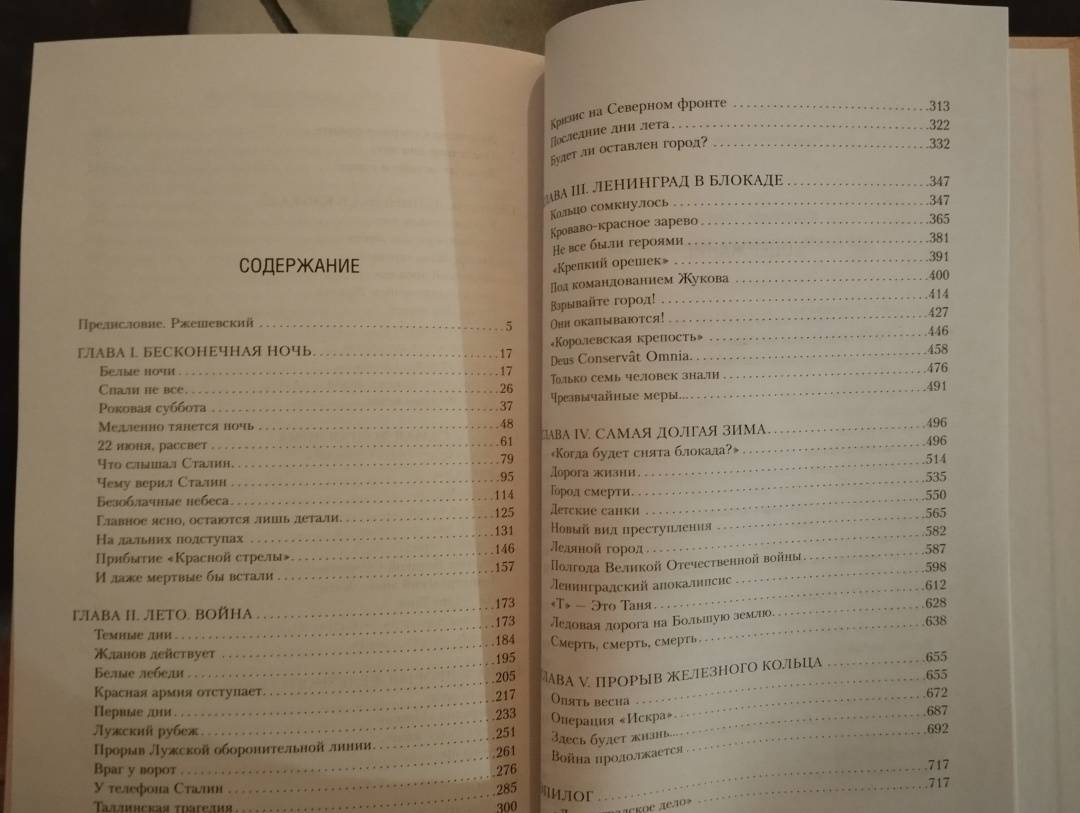 СОДЕРЖАНИЕ
Предисловие. Ржешевский 5
ГЛАВА I. БЕСКОНЕЧНАЯ НОЧЬ 17
Белые ночи 17
Спали не все 26
Роковая суббота 37
Медленно тянется ночь 48
22 июня, рассвет 61
Что слышал Сталин 79
Чему верил Сталин 95
Безоблачные небеса 114
Главное ясно, остаются лишь детали 125
На дальних подступах 131
Прибытие «Красной стрелы» 146
И даже мертвые бы встали 157
ГЛАВА II. ЛЕТО. ВОЙНА 173
Темные дни 173
Жданов действует 184
Белые лебеди 195
Красная армия отступает 205
Первые дни 217
Лужский рубеж 233
Прорыв Лужской оборонительной линии 251
Враг у ворот 261
У телефона Сталин 276
Таллинская трагедия 285
300
Кризис на Северном фронте 313
Последние дни лета 322
Будет ли оставлен город? 332
ГЛАВА III. ЛЕНИНГРАД В БЛОКАДЕ 347
Кольцо сомкнулось 347
Кроваво-красное зарево 365
Не все были героями 381
«Крепкий орешек» 391
Под командованием Жукова 400
Взрывайте город! 414
Они окапываются! 427
«Королевская крепость» 446
Deus Conservât Omnia 458
Только семь человек знали 476
Чрезвычайные меры... 491
ГЛАВА IV. САМАЯ ДОЛГАЯ ЗИМА 496
«Когда будет снята блокада?» 496
Дорога жизни 514
Город смерти 535
Детские санки 550
Новый вид преступления 565
Ледяной город 582
Полгода Великой Отечественной войны 587
Ленинградский апокалипсис 598
«Т» — Это Таня 612
Ледовая дорога на Большую землю 628
Смерть, смерть, смерть 638
ГЛАВА V. ПРОРЫВ ЖЕЛЕЗНОГО КОЛЬЦА 655
Опять весна 655
Операция «Искра» 672
Здесь будет жизнь... 687
Война продолжается 692
ЭПИЛОГ 717
дело» 717